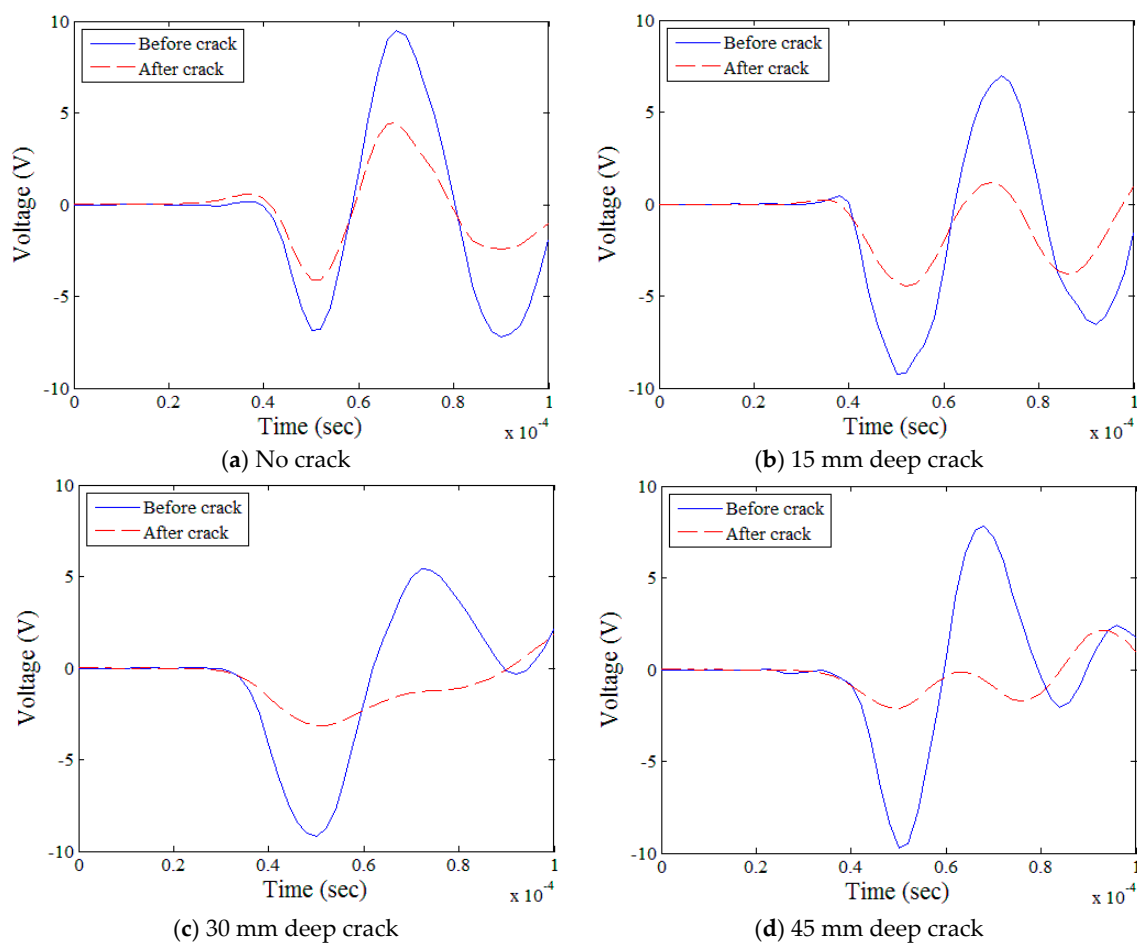 10
5
0
-5
-10
Voltage (V)
Before crack
After crack
0 0.2 0.4 0.6 0.8 1
Time (sec)
x 10-4
(a) No crack
10
5
0
-5
-10
Voltage (V)
Before crack
After crack
0 0.2 0.4 0.6 0.8 1
Time (sec)
x 10-4
(b) 15 mm deep crack
10
5
0
-5
-10
Voltage (V)
Before crack
After crack
0 0.2 0.4 0.6 0.8 1
Time (sec)
x 10-4
(c) 30 mm deep crack
10
5
0
-5
-10
Voltage (V)
Before crack
After crack
0 0.2 0.4 0.6 0.8 1
Time (sec)
x 10-4
(d) 45 mm deep crack